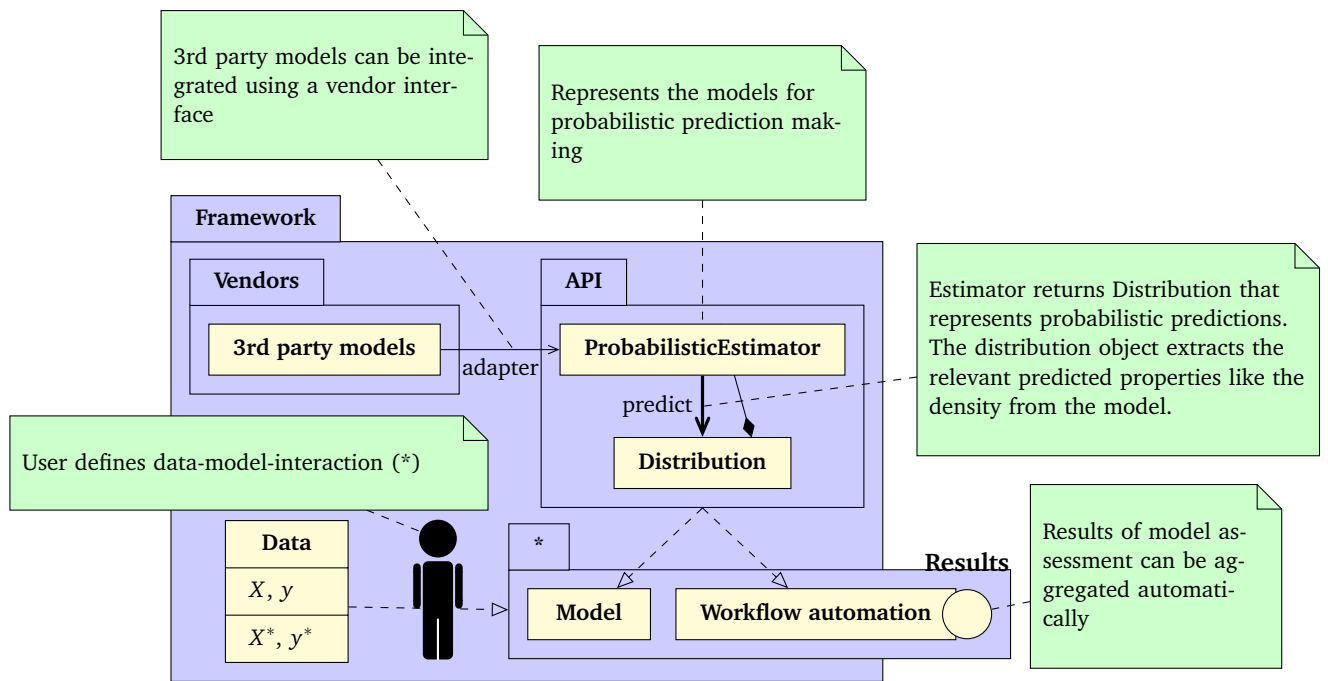 3rd party models can be inte-
grated using a vendor inter-
face
Represents the models for
probabilistic prediction mak-
ing
Framework
Vendors
API
3rd party models
adapter
ProbabilisticEstimator
predict
Distribution
Estimator returns Distribution that
represents probabilistic predictions.
The distribution object extracts the
relevant predicted properties like the
density from the model.
User defines data-model-interaction (*)
Data
X, y
X*, y*
*
Model
Workflow automation
Results
Results of model as-
sessment can be ag-
gregated automati-
cally